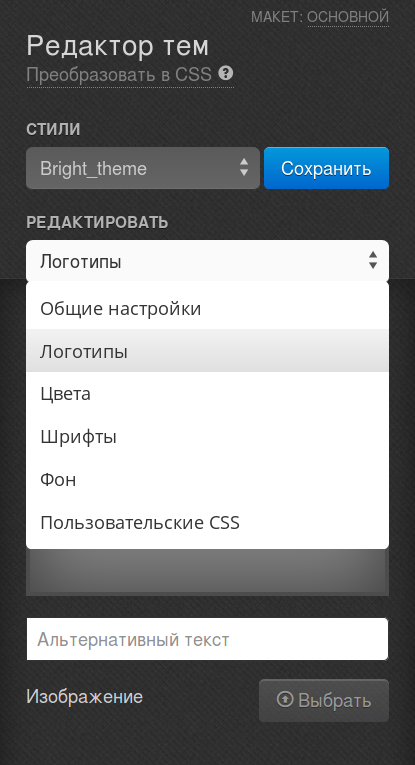 МАКЕТ: ОСНОВНОЙ
Редактор тем
Преобразовать в CSS ?
СТИЛИ
Bright_theme Сохранить
РЕДАКТИРОВАТЬ
Логотипы
Общие настройки
Логотипы
Цвета
Шрифты
Фон
Пользовательские CSS
Альтернативный текст
Изображение Выбрать